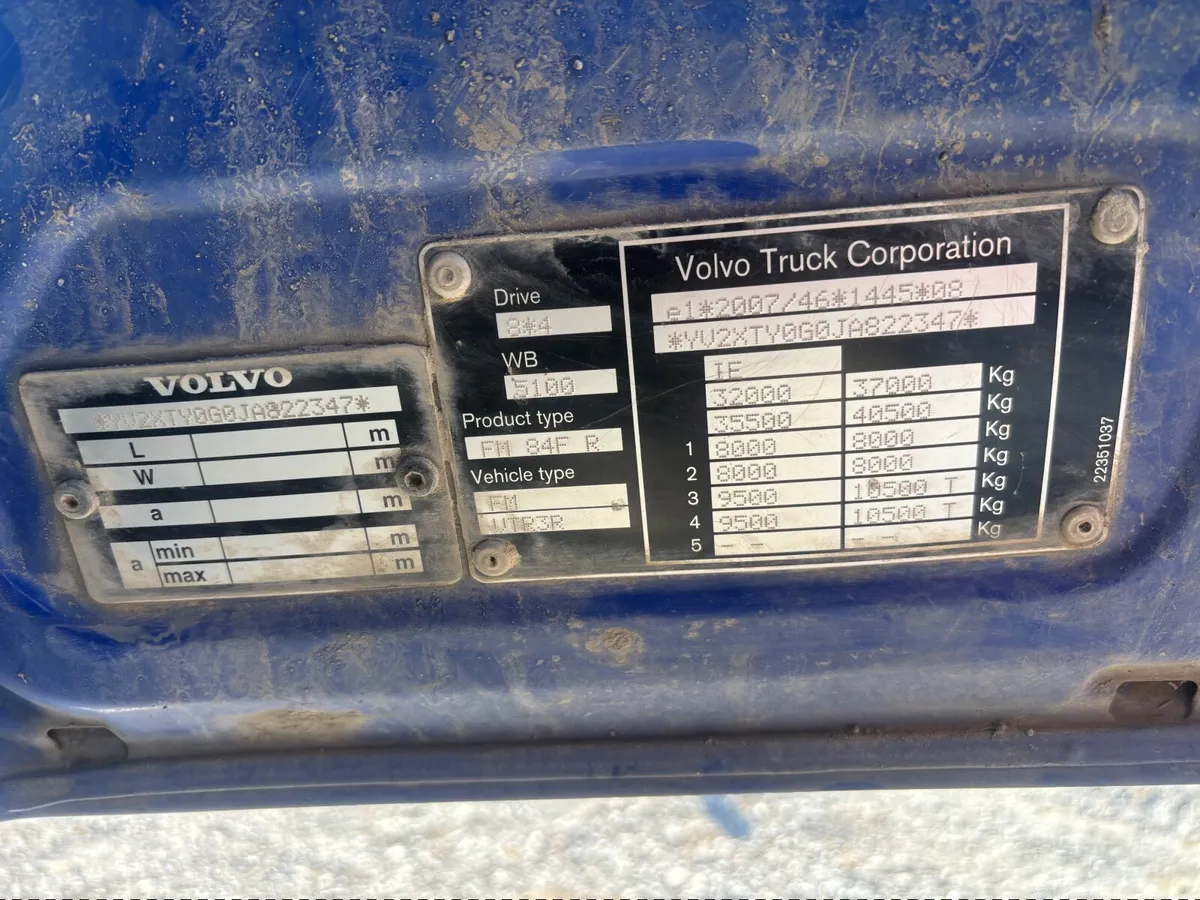 VOLVO
*YV2XTY0G0JA822347*
L m
W m
a m
a min m
max m
Drive
8*4
WB
5100
Product type
FM 84F R
Vehicle type
FM
VTR3R
Volvo Truck Corporation
e1*2007/46*1445*08
*YV2XTY0G0JA822347*
IE
32000 37000 Kg
35500 40500 Kg
1 8000 8000 Kg
2 8000 8000 Kg
3 9500 10500 T Kg
4 9500 10500 T Kg
5 -- -- Kg
22351037